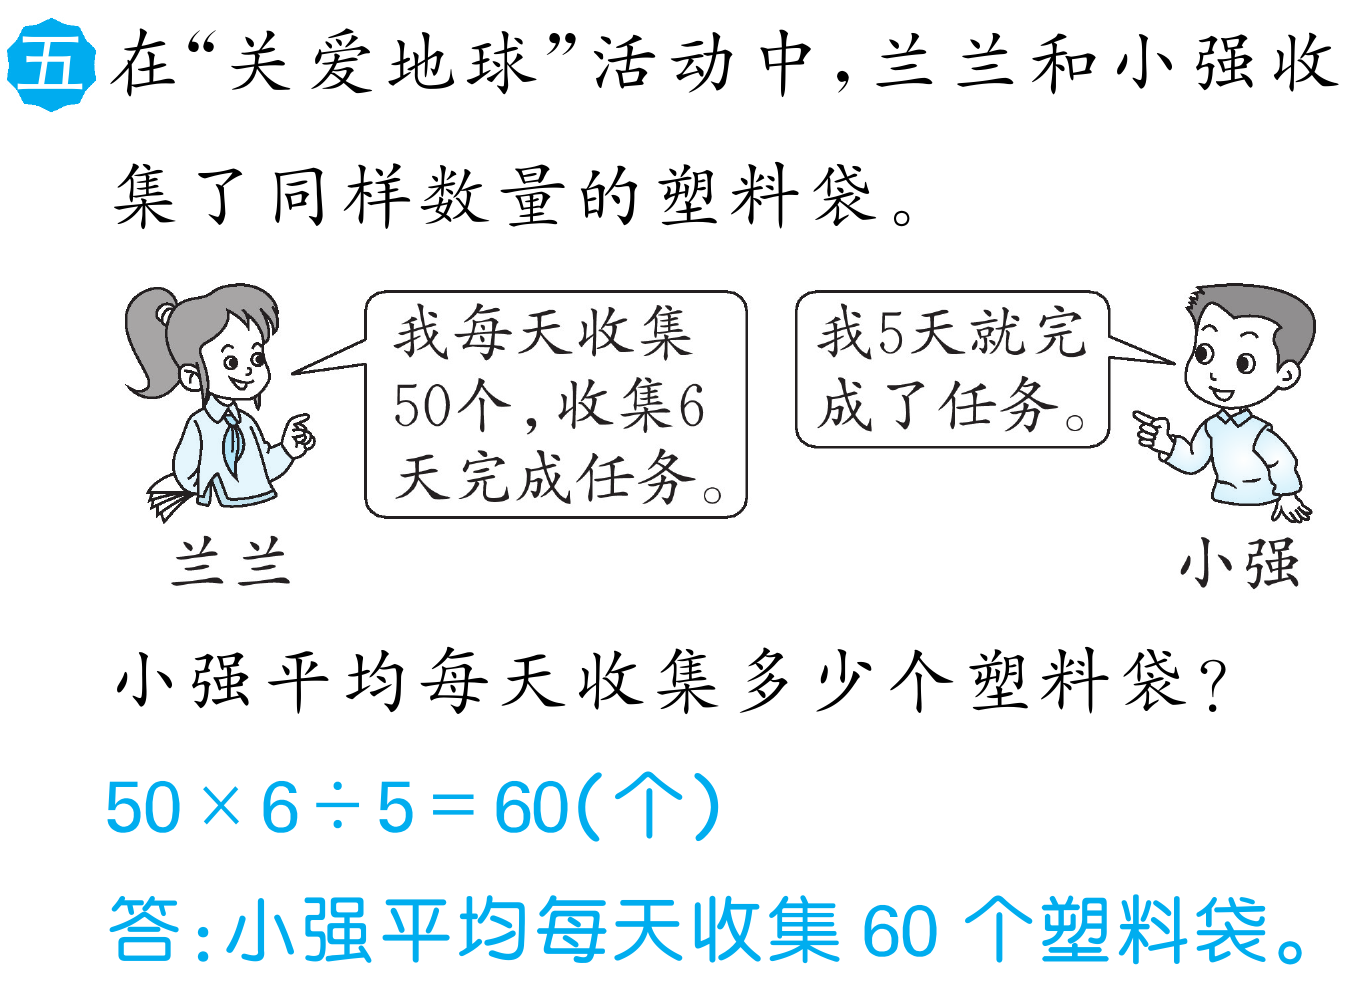 五 在“关爱地球”活动中,兰兰和小强收
集了同样数量的塑料袋。
我每天收集
50个,收集6
天完成任务。
兰兰
我5天就完
成了任务。
小强
小强平均每天收集多少个塑料袋?
50×6÷5=60(个)
答:小强平均每天收集 60 个塑料袋。